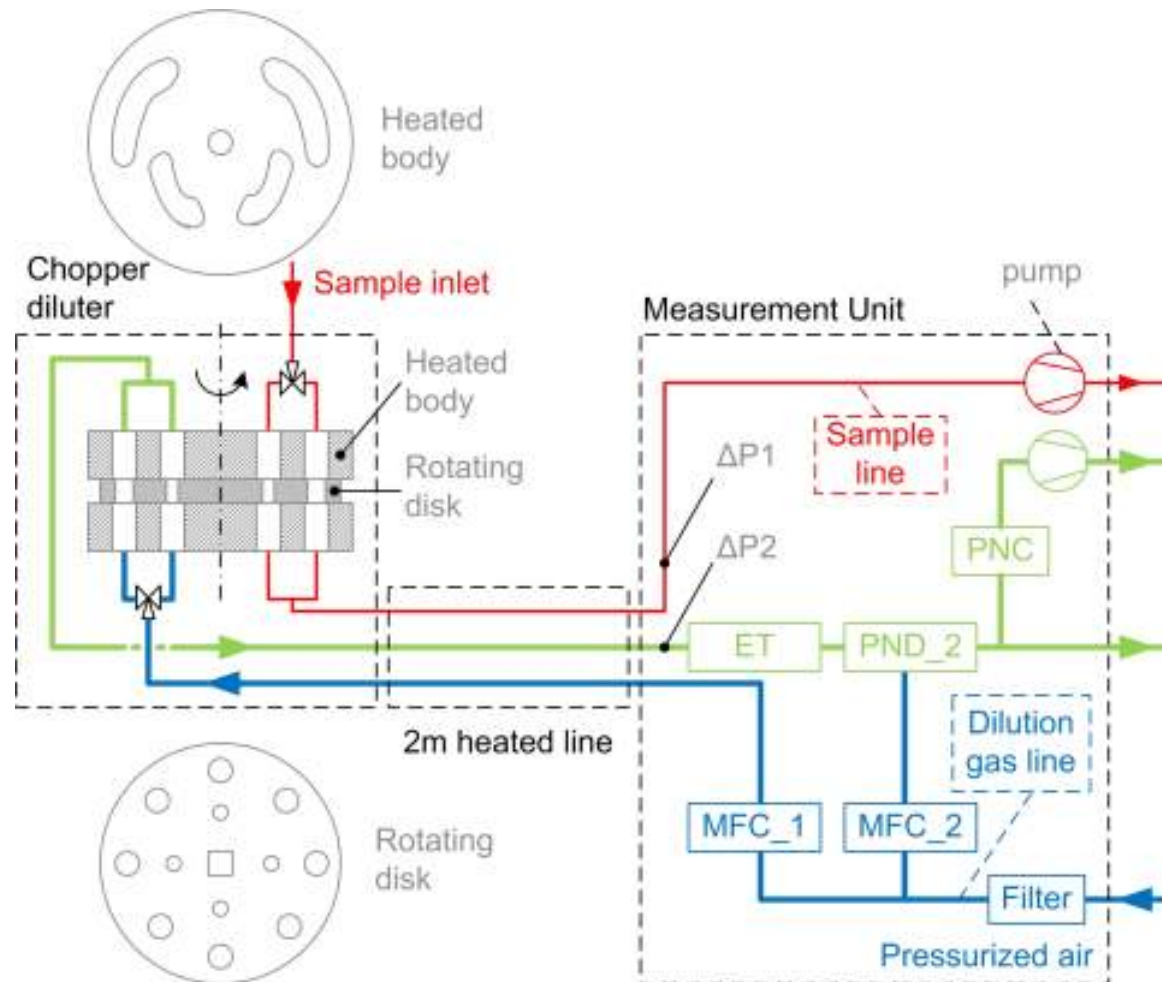 Heated
body
Chopper
diluter
Sample inlet
Heated
body
Rotating
disk
Measurement Unit
pump
Sample
line
ΔP1
ΔP2
PNC
ET
PND_2
2m heated line
Dilution
gas line
MFC_1
MFC_2
Filter
Pressurized air
Rotating
disk